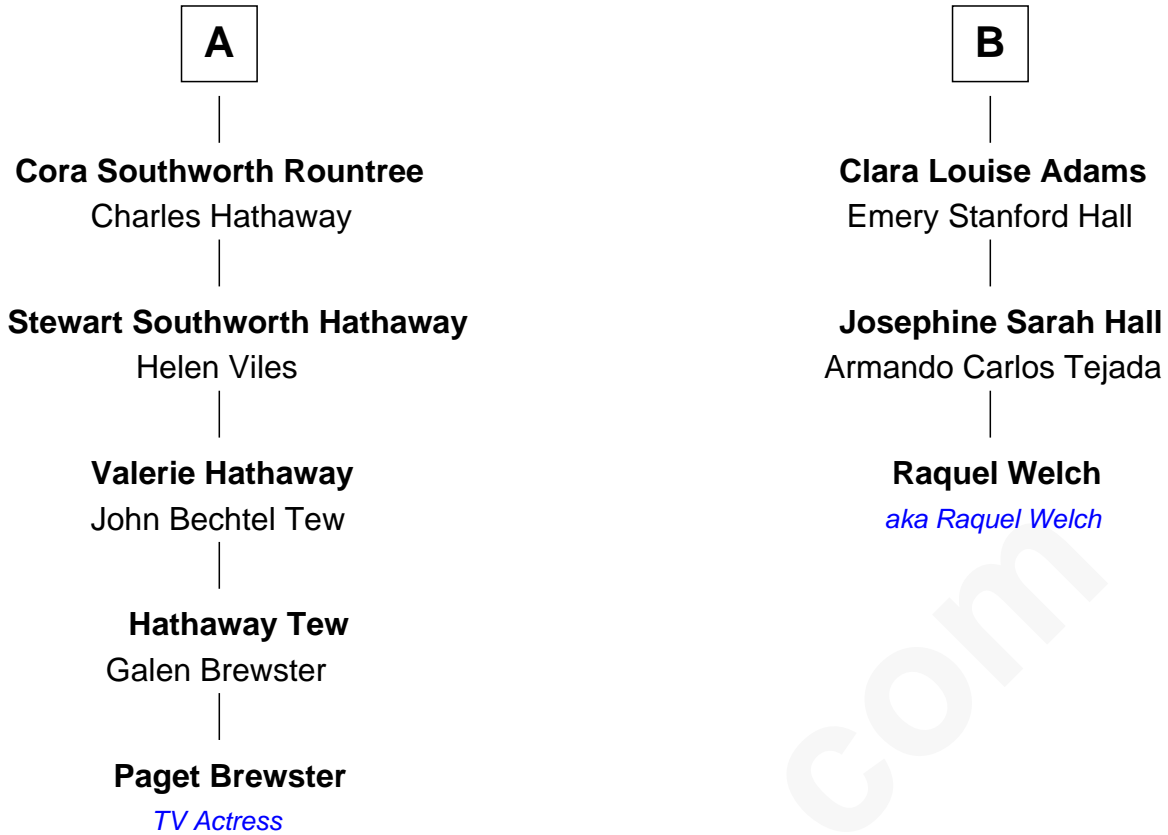 A
Cora Southworth Rountree
Charles Hathaway
Stewart Southworth Hathaway
Helen Viles
Valerie Hathaway
John Bechtel Tew
Hathaway Tew
Galen Brewster
Paget Brewster
TV Actress
B
Clara Louise Adams
Emery Stanford Hall
Josephine Sarah Hall
Armando Carlos Tejada
Raquel Welch
aka Raquel Welch
com